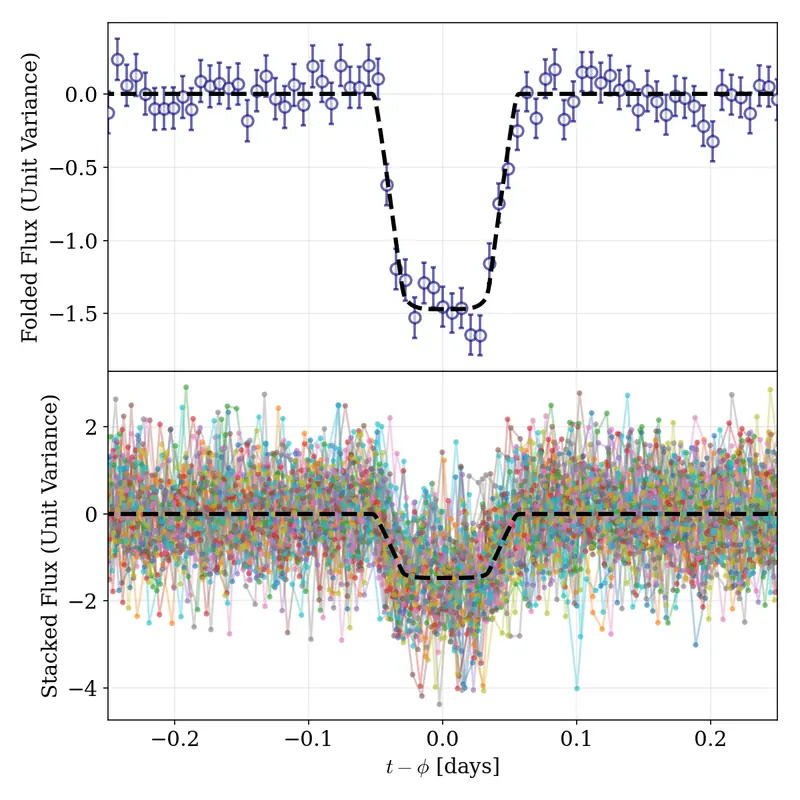 Folded Flux (Unit Variance)
0.0
−0.5
−1.0
−1.5
Stacked Flux (Unit Variance)
2
0
−2
−4
−0.2 −0.1 0.0 0.1 0.2
t − ϕ [days]